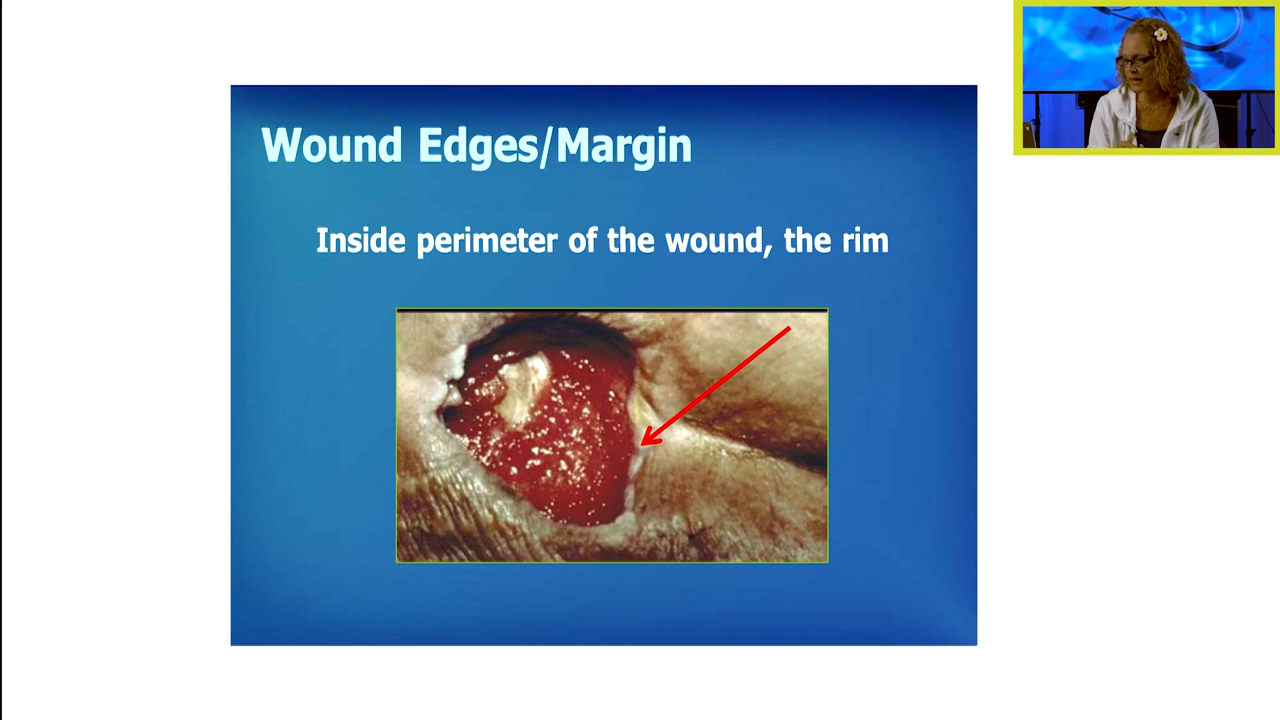 Wound Edges/Margin
Inside perimeter of the wound, the rim